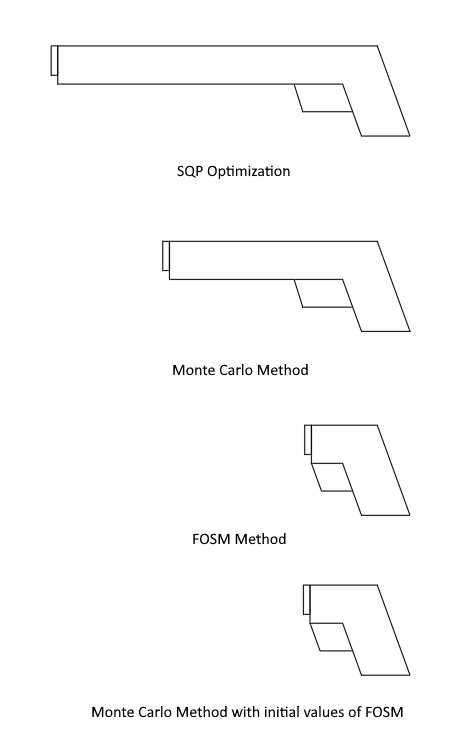 SQP Optimization
Monte Carlo Method
FOSM Method
Monte Carlo Method with initial values of FOSM